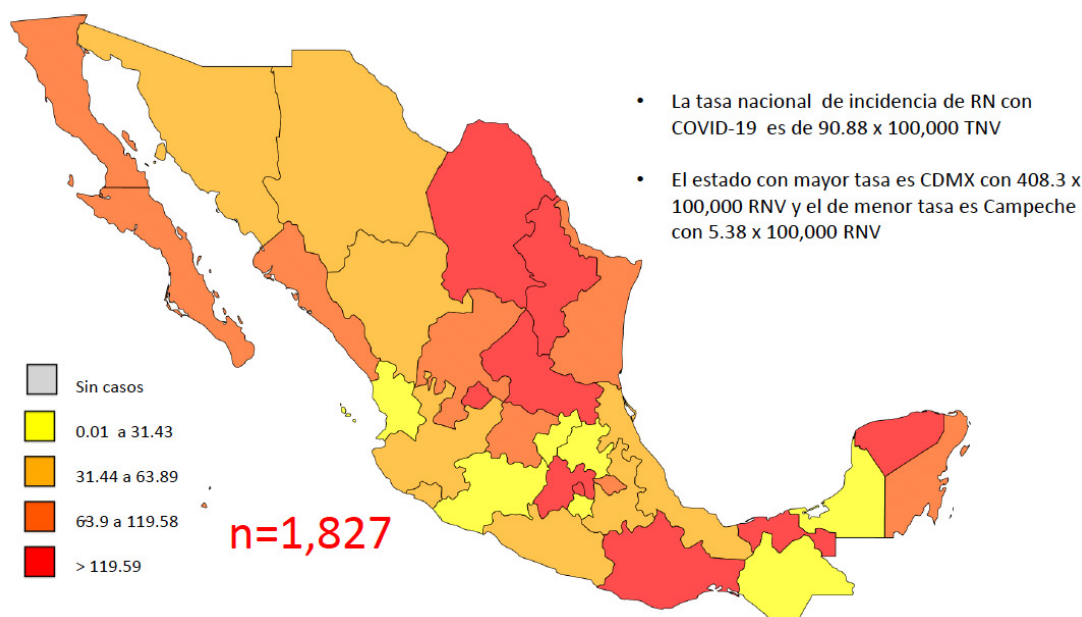 • La tasa nacional de incidencia de RN con
COVID-19 es de 90.88 x 100,000 TNV
• El estado con mayor tasa es CDMX con 408.3 x
100,000 RNV y el de menor tasa es Campeche
con 5.38 x 100,000 RNV
Sin casos
0.01 a 31.43
31.44 a 63.89
63.9 a 119.58
> 119.59
n=1,827